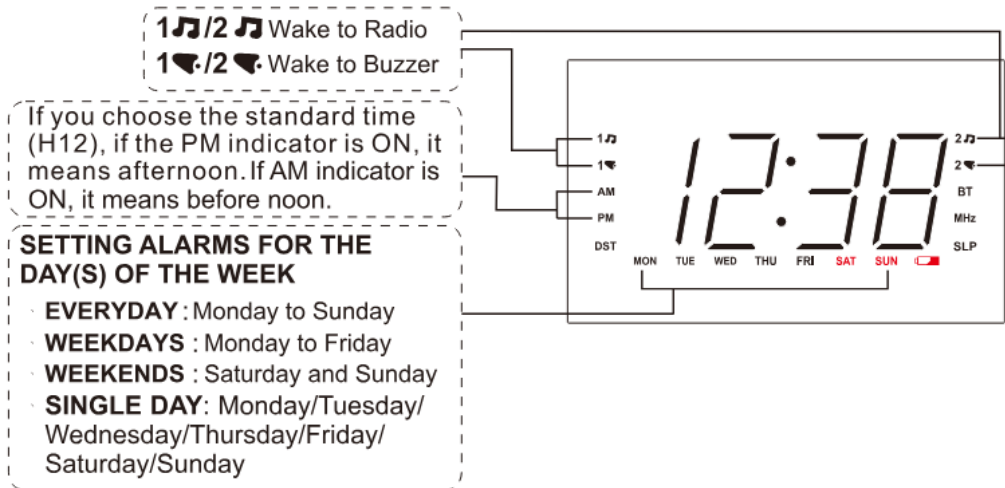 1/2 Wake to Radio
1/2 Wake to Buzzer
If you choose the standard time
(H12), if the PM indicator is ON, it
means afternoon. If AM indicator is
ON, it means before noon.
SETTING ALARMS FOR THE
DAY(S) OF THE WEEK
EVERYDAY : Monday to Sunday
WEEKDAYS : Monday to Friday
WEEKENDS : Saturday and Sunday
SINGLE DAY: Monday/Tuesday/
Wednesday/Thursday/Friday/
Saturday/Sunday
1
1
AM
PM
DST
12:38
2
2
BT
MHz
SLP
MON TUE WED THU FRI SAT SUN